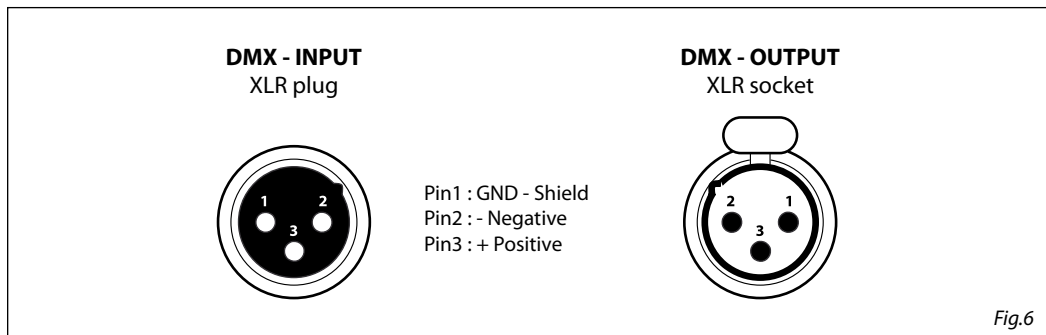 DMX - INPUT
XLR plug
1 2
3
Pin1 : GND - Shield
Pin2 : - Negative
Pin3 : + Positive
DMX - OUTPUT
XLR socket
2 1
3
Fig.6